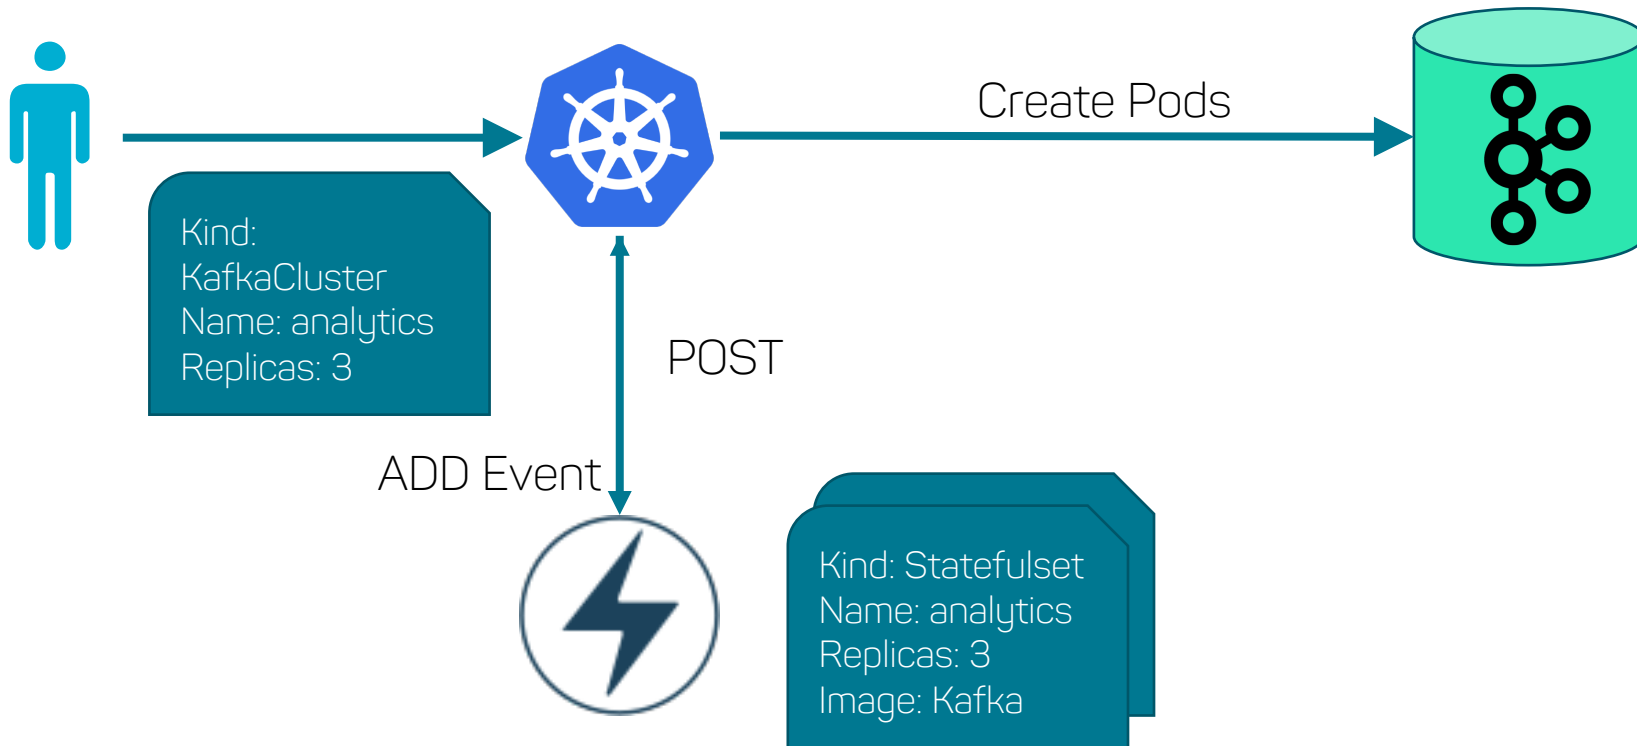 Create Pods
Kind:
KafkaCluster
Name: analytics
Replicas: 3
POST
ADD Event
Kind: Statefulset
Name: analytics
Replicas: 3
Image: Kafka